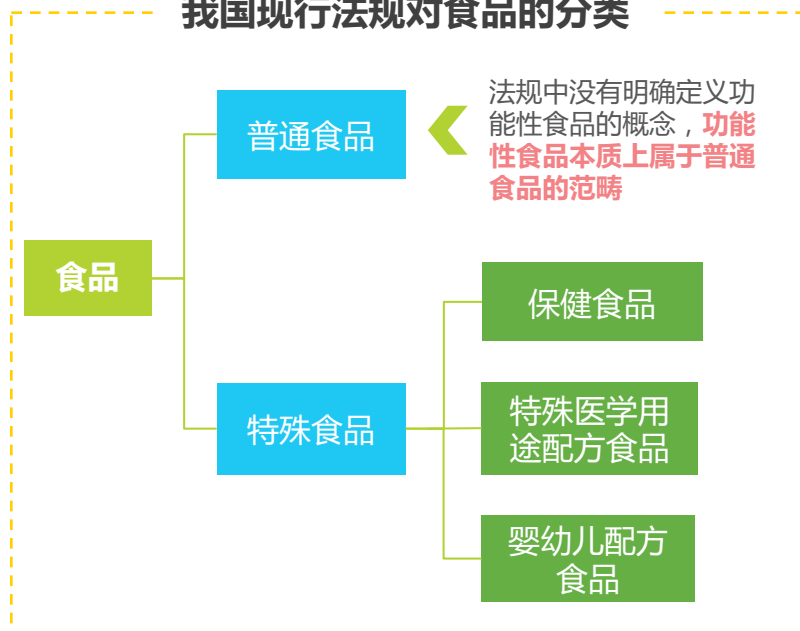 我国现行法规对食品的分类
普通食品
法规中没有明确定义功
能性食品的概念，功能
性食品本质上属于普通
食品的范畴
食品
保健食品
特殊食品
特殊医学用
途配方食品
婴幼儿配方
食品